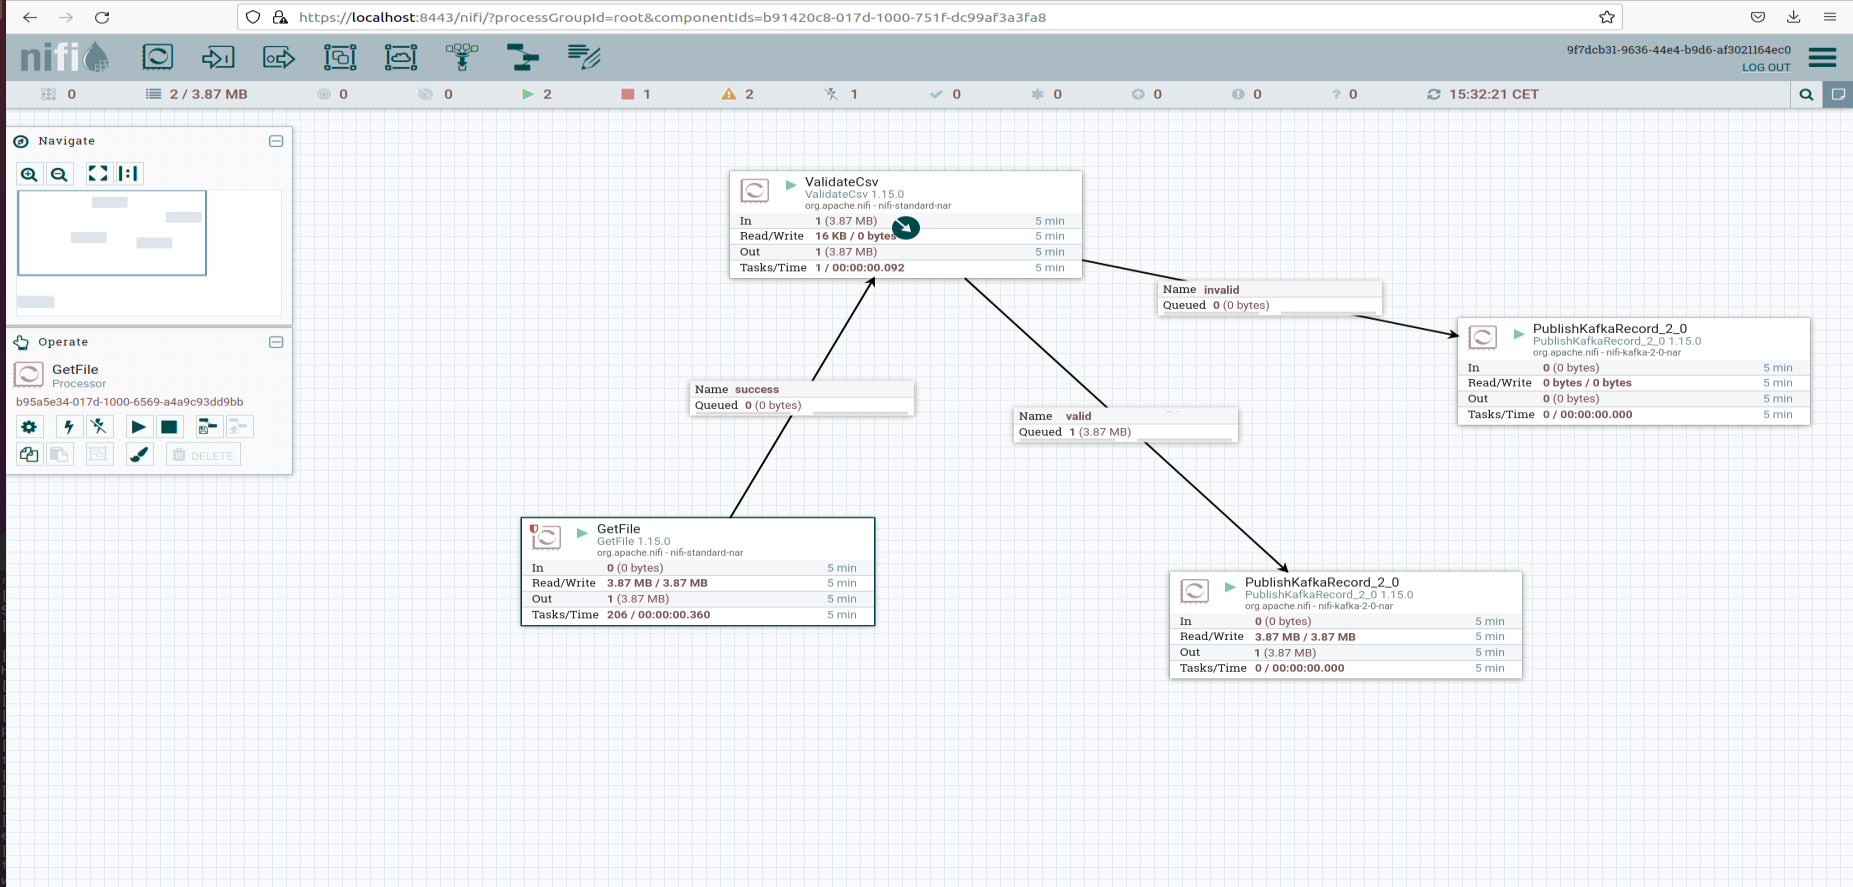 https://localhost:8443/nifi/?processGroupId=root&componentIds=b91420c8-017d-1000-751f-dc99af3a3fa8
nifi
9f7dcb31-9636-44e4-b9d6-af3021164ec0
LOG OUT
0 2 / 3.87 MB 0 0 2 1 2 1 0 0 0 0 ? 0 15:32:21 CET
Navigate
Operate
GetFile
Processor
b95a5e34-017d-1000-6569-a4a9c93dd9bb
DELETE
ValidateCsv
ValidateCsv 1.15.0
org.apache.nifi - nifi-standard-nar
In 1 (3.87 MB) 5 min
Read/Write 16 KB / 0 bytes 5 min
Out 1 (3.87 MB) 5 min
Tasks/Time 1 / 00:00:00.092 5 min
Name invalid
Queued 0 (0 bytes)
PublishKafkaRecord_2_0
PublishKafkaRecord_2_0 1.15.0
org.apache.nifi - nifi-kafka-2-0-nar
In 0 (0 bytes) 5 min
Read/Write 0 bytes / 0 bytes 5 min
Out 0 (0 bytes) 5 min
Tasks/Time 0 / 00:00:00.000 5 min
Name success
Queued 0 (0 bytes)
Name valid
Queued 1 (3.87 MB)
GetFile
GetFile 1.15.0
org.apache.nifi - nifi-standard-nar
In 0 (0 bytes) 5 min
Read/Write 3.87 MB / 3.87 MB 5 min
Out 1 (3.87 MB) 5 min
Tasks/Time 206 / 00:00:00.360 5 min
PublishKafkaRecord_2_0
PublishKafkaRecord_2_0 1.15.0
org.apache.nifi - nifi-kafka-2-0-nar
In 0 (0 bytes) 5 min
Read/Write 3.87 MB / 3.87 MB 5 min
Out 1 (3.87 MB) 5 min
Tasks/Time 0 / 00:00:00.000 5 min